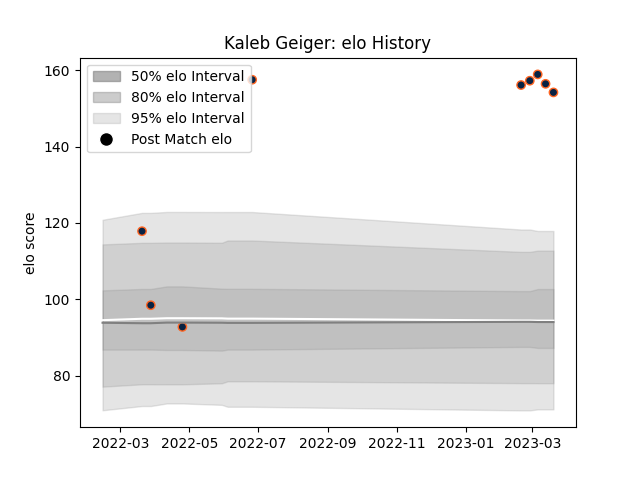 Kaleb Geiger: elo History
50% elo Interval
80% elo Interval
95% elo Interval
Post Match elo
elo score
160
140
120
100
80
2022-03 2022-05 2022-07 2022-09 2022-11 2023-01 2023-03